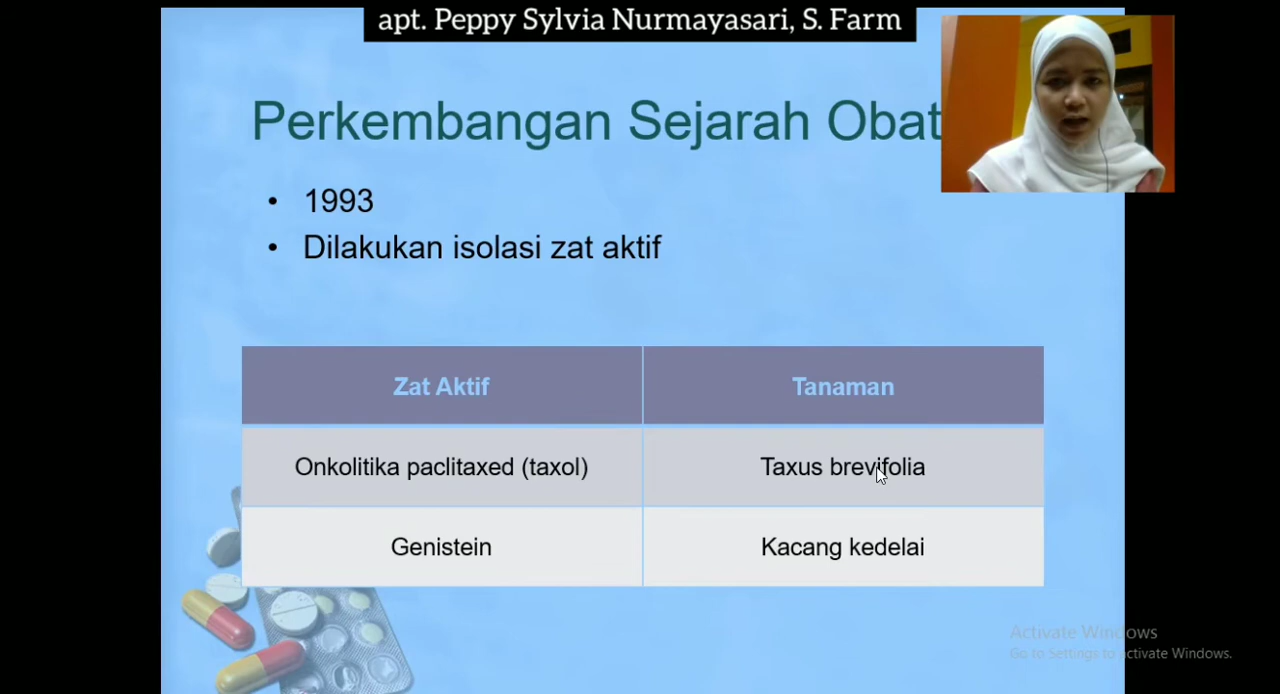 apt. Peppy Sylvia Nurmayasari, S. Farm
Perkembangan Sejarah Obat
• 1993
• Dilakukan isolasi zat aktif
Zat Aktif
Tanaman
Onkolitika paclitaxed (taxol)
Taxus brevifolia
Genistein
Kacang kedelai
Activate Windows
Go to Settings to activate Windows.